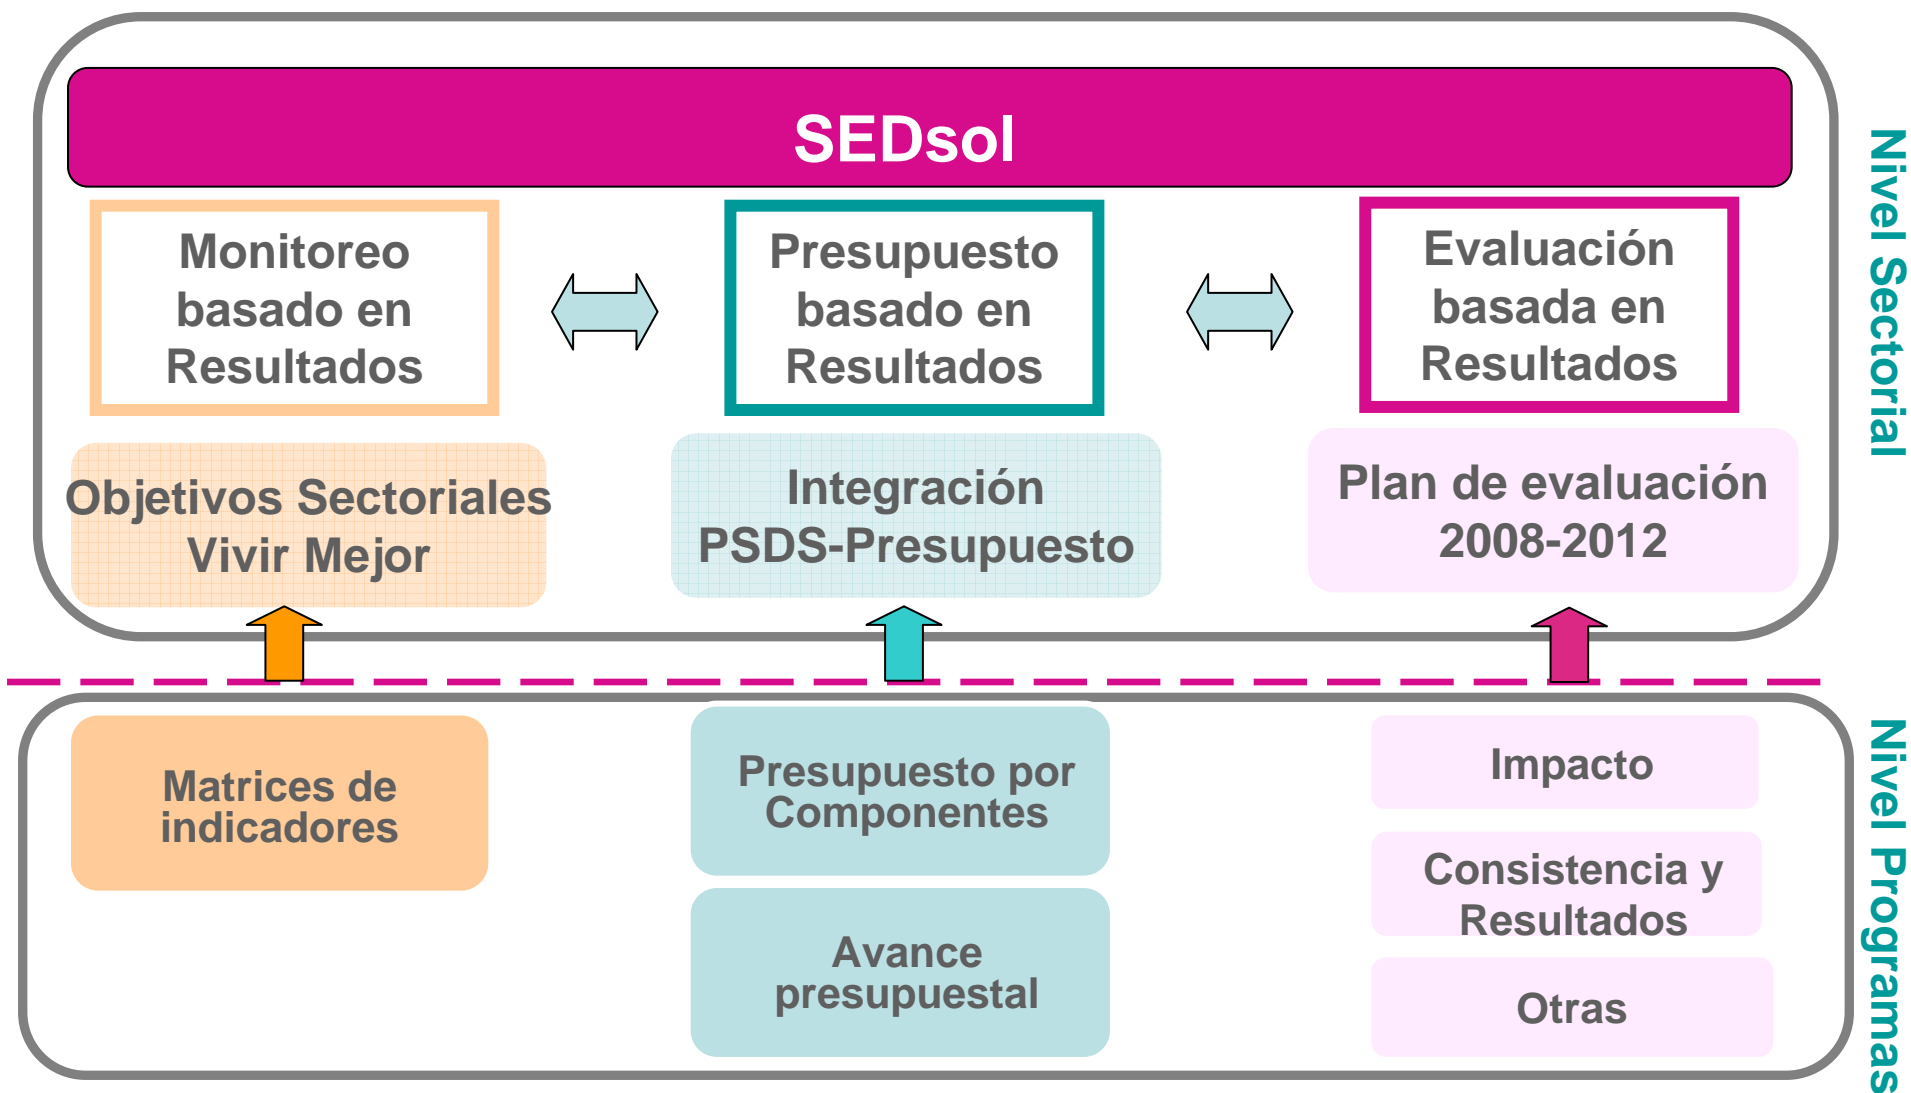 SEDsol
Monitoreo
basado en
Resultados
Presupuesto
basado en
Resultados
Evaluación
basada en
Resultados
Objetivos Sectoriales
Vivir Mejor
Integración
PSDS-Presupuesto
Plan de evaluación
2008-2012
Nivel Sectorial
Matrices de
indicadores
Presupuesto por
Componentes
Avance
presupuestal
Impacto
Consistencia y
Resultados
Otras
Nivel Programas